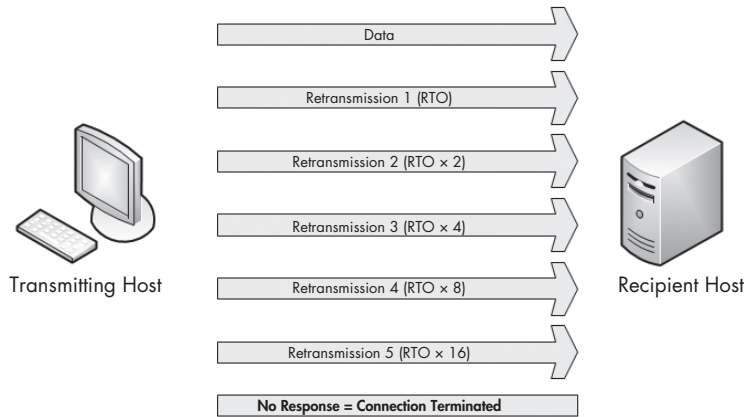 Data
Retransmission 1 (RTO)
Retransmission 2 (RTO × 2)
Retransmission 3 (RTO × 4)
Transmitting Host
Recipient Host
Retransmission 4 (RTO × 8)
Retransmission 5 (RTO × 16)
No Response = Connection Terminated